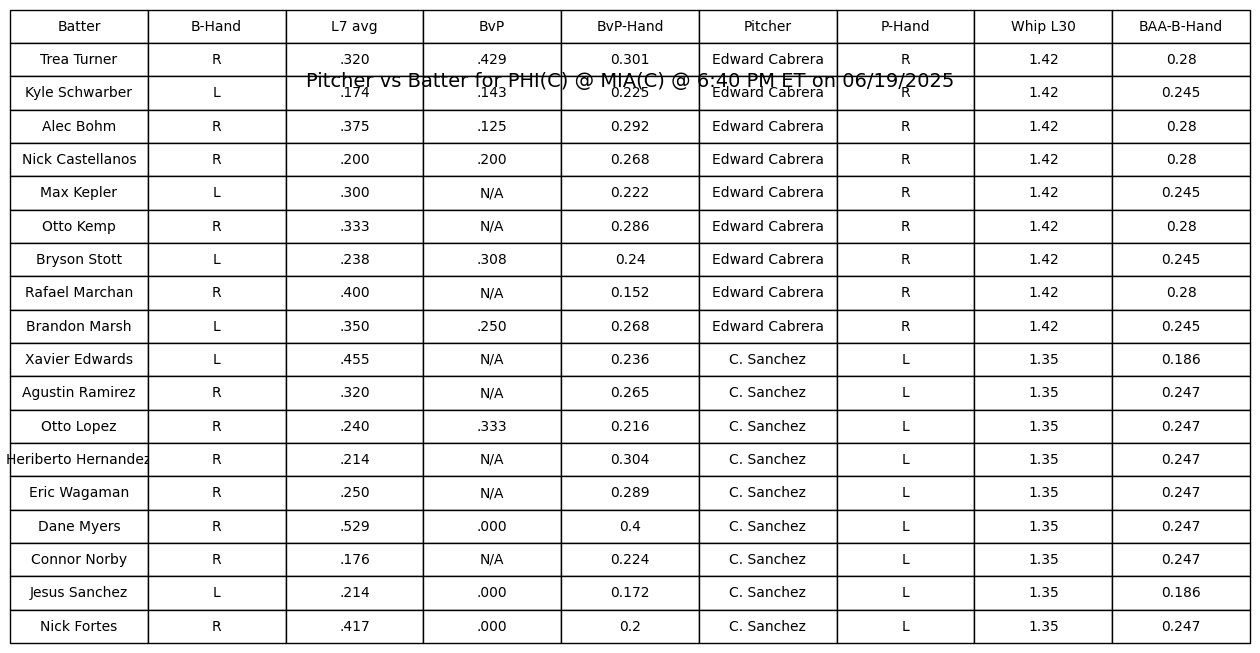 Batter B-Hand L7 avg BvP BvP-Hand Pitcher P-Hand Whip L30 BAA-B-Hand
Trea Turner R .320 .429 0.301 Edward Cabrera R 1.42 0.28
Pitcher vs Batter for PHI(C) @ MIA(C) @ 6:40 PM ET on 06/19/2025
Kyle Schwarber L .174 .143 0.225 Edward Cabrera R 1.42 0.245
Alec Bohm R .375 .125 0.292 Edward Cabrera R 1.42 0.28
Nick Castellanos R .200 .200 0.268 Edward Cabrera R 1.42 0.28
Max Kepler L .300 N/A 0.222 Edward Cabrera R 1.42 0.245
Otto Kemp R .333 N/A 0.286 Edward Cabrera R 1.42 0.28
Bryson Stott L .238 .308 0.24 Edward Cabrera R 1.42 0.245
Rafael Marchan R .400 N/A 0.152 Edward Cabrera R 1.42 0.28
Brandon Marsh L .350 .250 0.268 Edward Cabrera R 1.42 0.245
Xavier Edwards L .455 N/A 0.236 C. Sanchez L 1.35 0.186
Agustin Ramirez R .320 N/A 0.265 C. Sanchez L 1.35 0.247
Otto Lopez R .240 .333 0.216 C. Sanchez L 1.35 0.247
Heriberto Hernandez R .214 N/A 0.304 C. Sanchez L 1.35 0.247
Eric Wagaman R .250 N/A 0.289 C. Sanchez L 1.35 0.247
Dane Myers R .529 .000 0.4 C. Sanchez L 1.35 0.247
Connor Norby R .176 N/A 0.224 C. Sanchez L 1.35 0.247
Jesus Sanchez L .214 .000 0.172 C. Sanchez L 1.35 0.186
Nick Fortes R .417 .000 0.2 C. Sanchez L 1.35 0.247